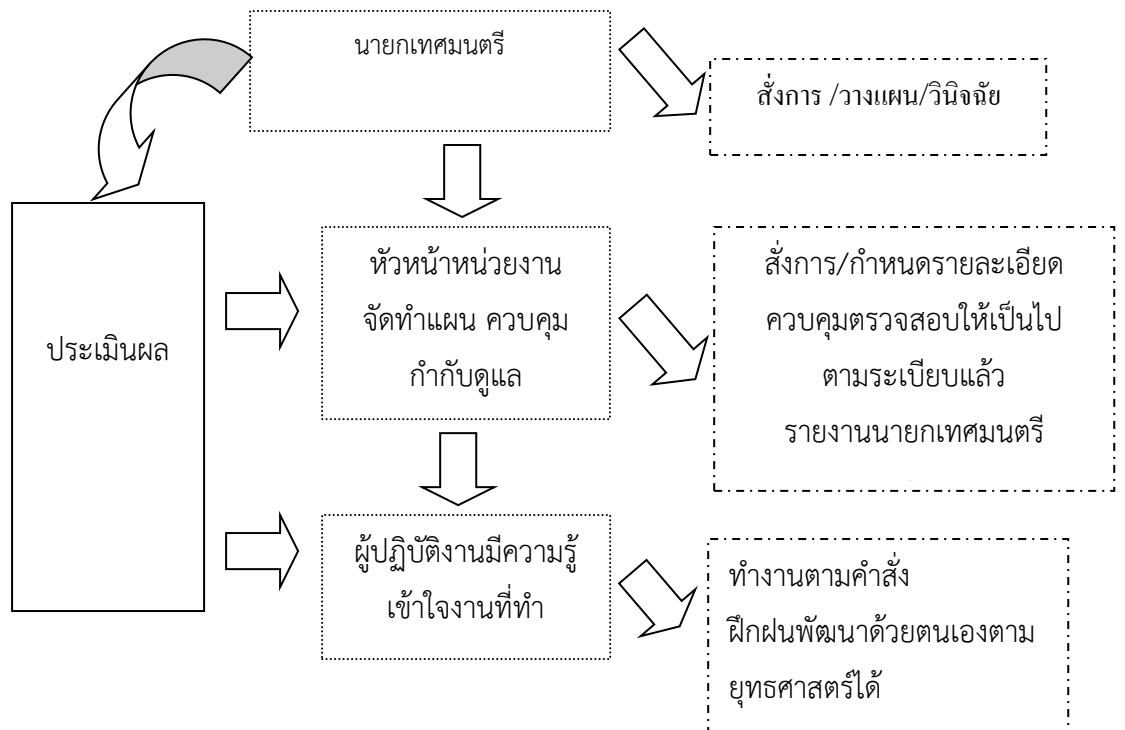 นายกเทศมนตรี
สั่งการ /วางแผน/วินิจฉัย
ประเมินผล
หัวหน้าหน่วยงาน
จัดทำแผน ควบคุม
กำกับดูแล
สั่งการ/กำหนดรายละเอียด
ควบคุมตรวจสอบให้เป็นไป
ตามระเบียบแล้ว
รายงานนายกเทศมนตรี
ผู้ปฏิบัติงานมีความรู้
เข้าใจงานที่ทำ
ทำงานตามคำสั่ง
ฝึกฝนพัฒนาด้วยตนเองตาม
ยุทธศาสตร์ได้